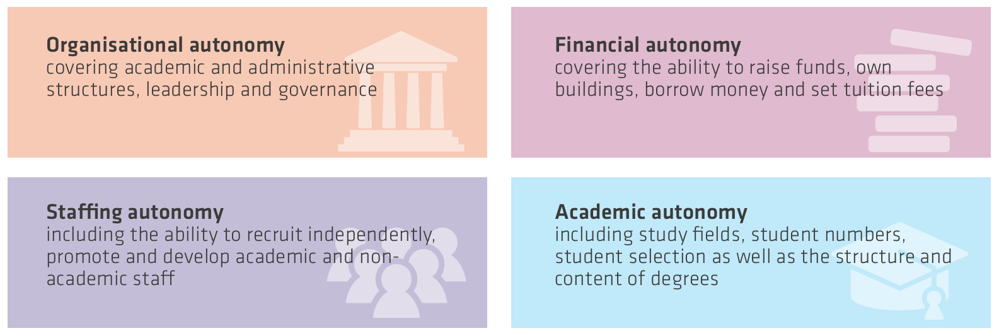 Organisational autonomy
covering academic and administrative
structures, leadership and governance
Financial autonomy
covering the ability to raise funds, own
buildings, borrow money and set tuition fees
Staffing autonomy
including the ability to recruit independently,
promote and develop academic and non-
academic staff
Academic autonomy
including study fields, student numbers,
student selection as well as the structure and
content of degrees